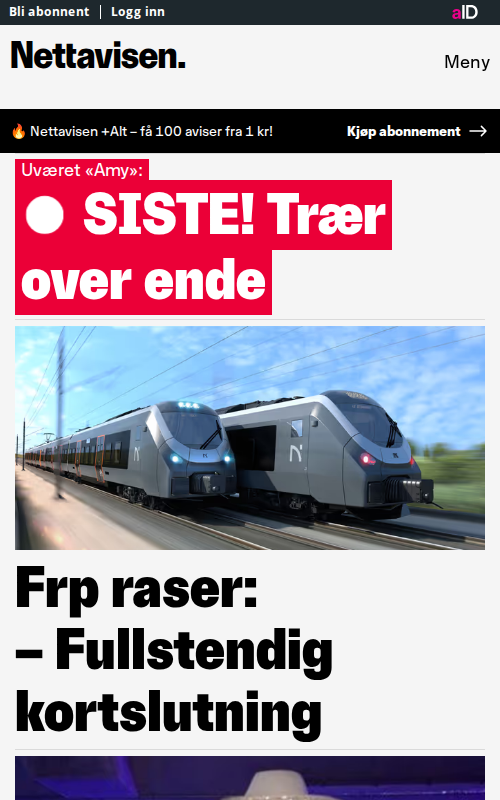 Bli abonnent | Logg inn
aID
Nettavisen.
Meny
🔥 Nettavisen +Alt – få 100 aviser fra 1 kr!
Kjøp abonnement →
Uværet «Amy»:
SISTE! Trær
over ende
Frp raser:
– Fullstendig
kortslutning